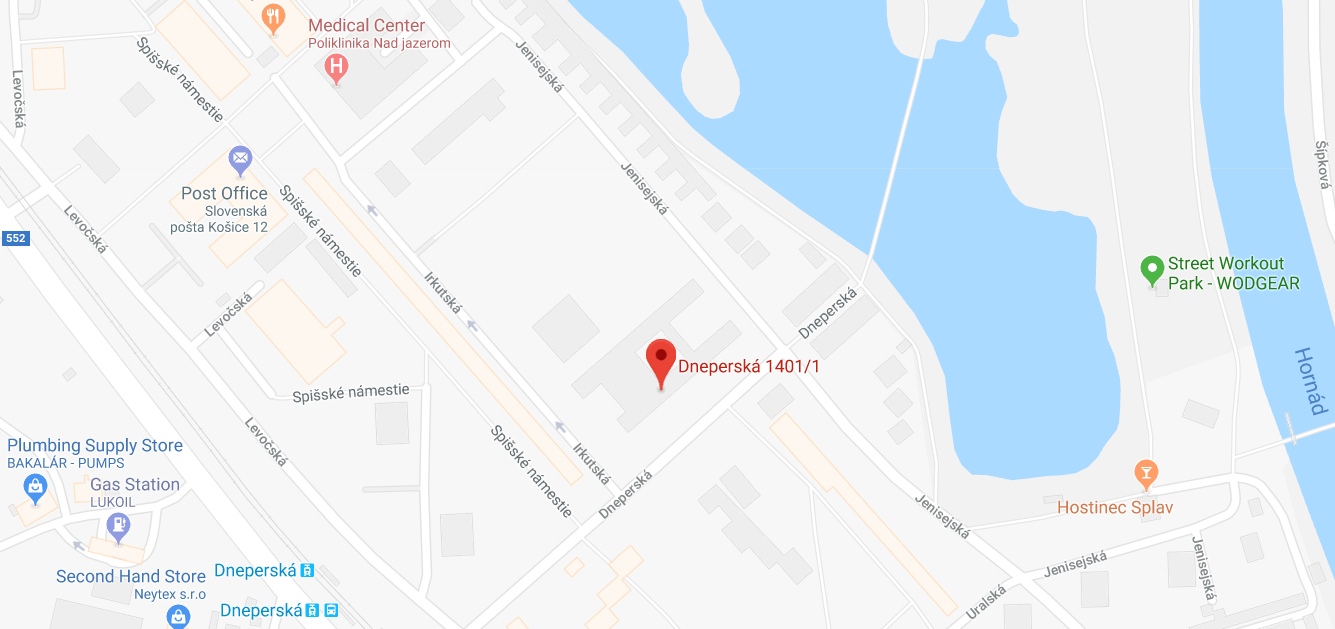 Medical Center
Poliklinika Nad jazerom
H
Jenisejská
Spišské námestie
Levočská
Šípková
Post Office
Slovenská
pošta Košice 12
Jenisejská
Spišské námestie
Levočská
552
Street Workout
Park - WODGEAR
Irkutská
Levočská
Dneperská
Dneperská 1401/1
Hornád
Spišské námestie
Levočská
Plumbing Supply Store
BAKALÁR - PUMPS
Spišské námestie
Irkutská
Gas Station
LUKOIL
Dneperská
Jenisejská
Hostinec Splav
Second Hand Store
Neytex s.r.o
Dneperská
Dneperská
Jenisejská
Jenisejská
Uralská